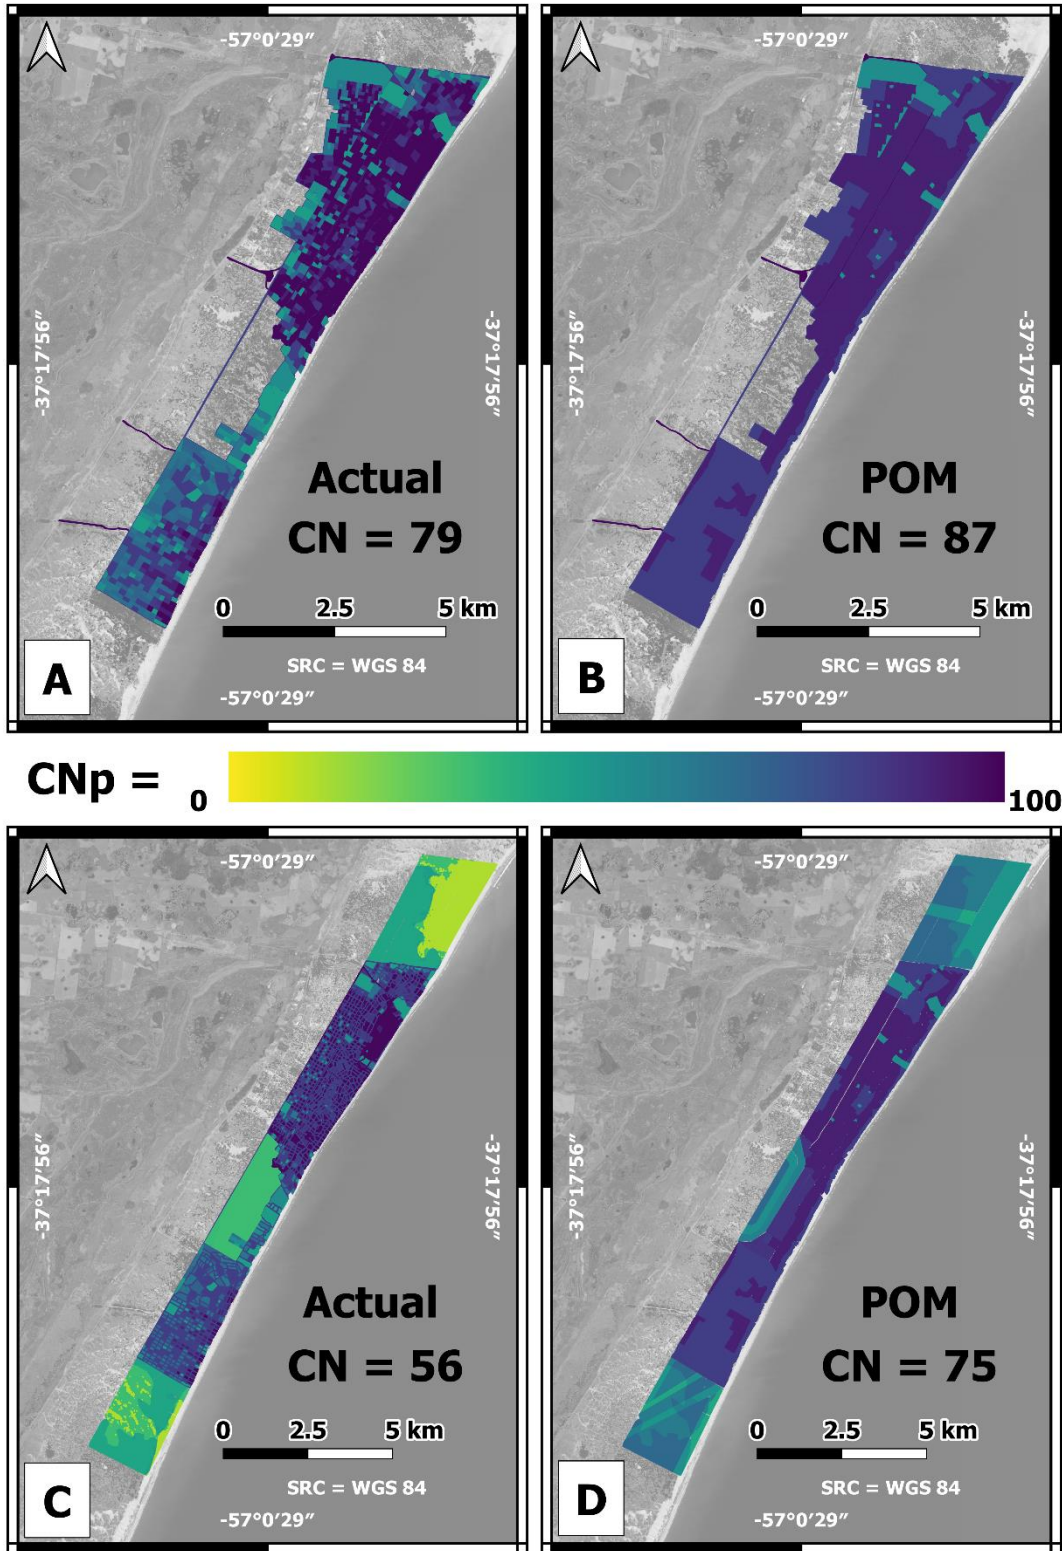 -57°0′29″
-37°17′56″
-37°17′56″
Actual
CN = 79
0 2.5 5 km
SRC = WGS 84
-57°0′29″
A
-57°0′29″
-37°17′56″
-37°17′56″
POM
CN = 87
0 2.5 5 km
SRC = WGS 84
-57°0′29″
B
CNp = 0 100
-57°0′29″
-37°17′56″
-37°17′56″
Actual
CN = 56
0 2.5 5 km
SRC = WGS 84
-57°0′29″
C
-57°0′29″
-37°17′56″
-37°17′56″
POM
CN = 75
0 2.5 5 km
SRC = WGS 84
-57°0′29″
D